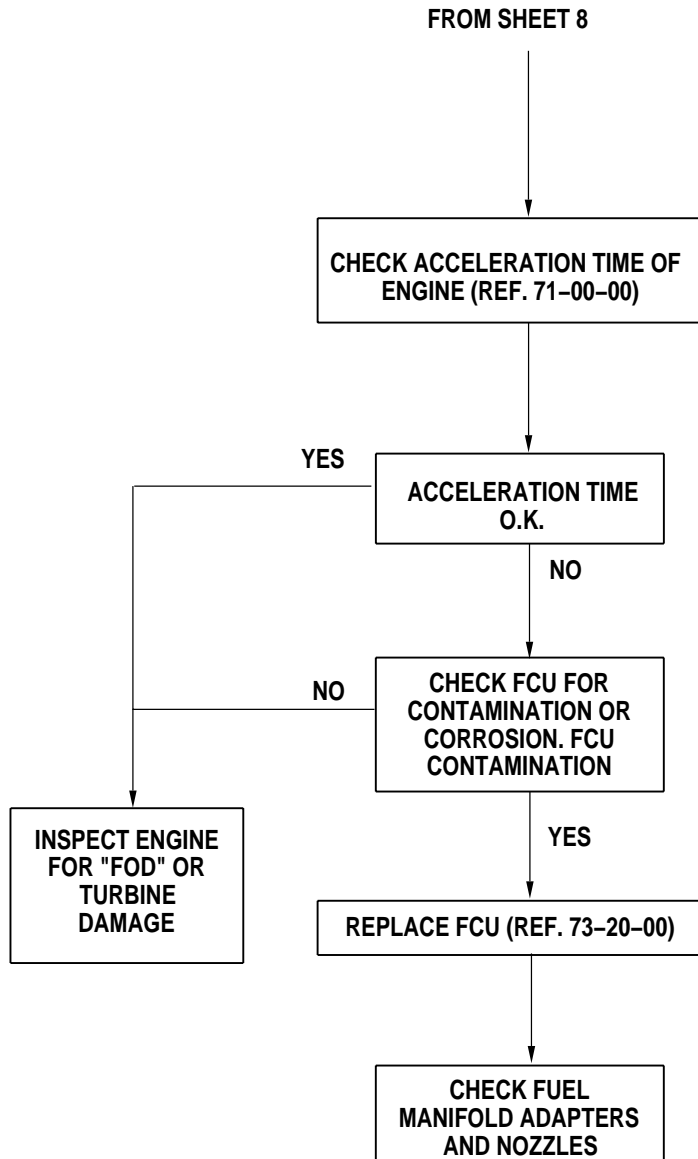 FROM SHEET 8
CHECK ACCELERATION TIME OF
ENGINE (REF. 71–00–00)
YES
ACCELERATION TIME
O.K.
NO
NO
CHECK FCU FOR
CONTAMINATION OR
CORROSION. FCU
CONTAMINATION
INSPECT ENGINE
FOR "FOD" OR
TURBINE
DAMAGE
YES
REPLACE FCU (REF. 73–20–00)
CHECK FUEL
MANIFOLD ADAPTERS
AND NOZZLES